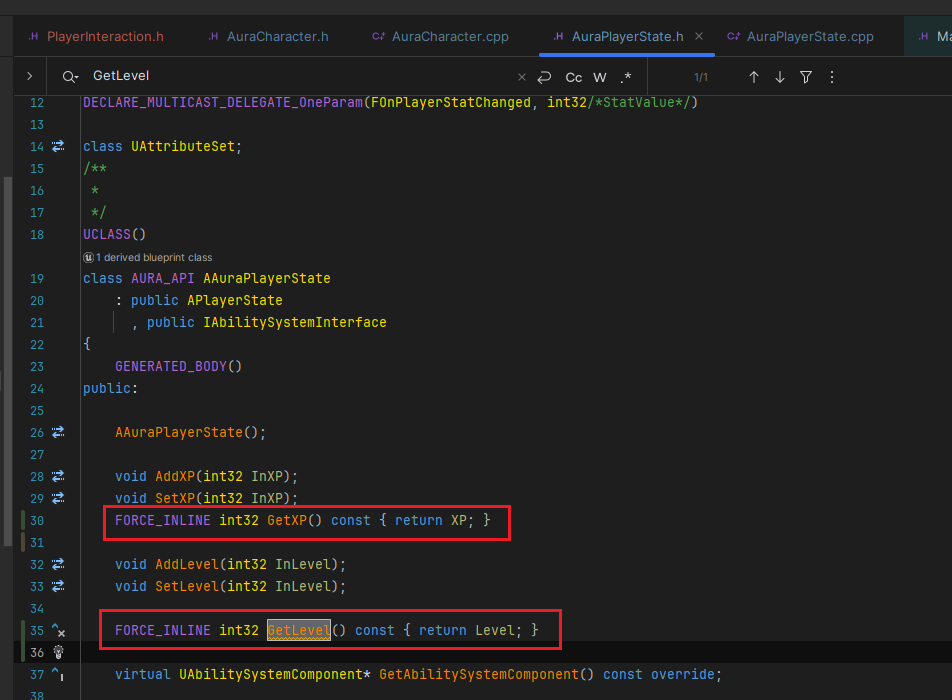 PlayerInteraction.h AuraCharacter.h AuraCharacter.cpp AuraPlayerState.h AuraPlayerState.cpp Ma
GetLevel Cc W .* 1/1
12 DECLARE_MULTICAST_DELEGATE_OneParam(FOnPlayerStatChanged, int32/*StatValue*/)
13
14 class UAttributeSet;
15 /**
16 *
17 */
18 UCLASS()
1 derived blueprint class
19 class AURA_API AAuraPlayerState
20 : public APlayerState
21 , public IAbilitySystemInterface
22 {
23 GENERATED_BODY()
24 public:
25
26 AAuraPlayerState();
27
28 void AddXP(int32 InXP);
29 void SetXP(int32 InXP);
30 FORCE_INLINE int32 GetXP() const { return XP; }
31
32 void AddLevel(int32 InLevel);
33 void SetLevel(int32 InLevel);
34
35 FORCE_INLINE int32 GetLevel() const { return Level; }
36
37 virtual UAbilitySystemComponent* GetAbilitySystemComponent() const override;
38